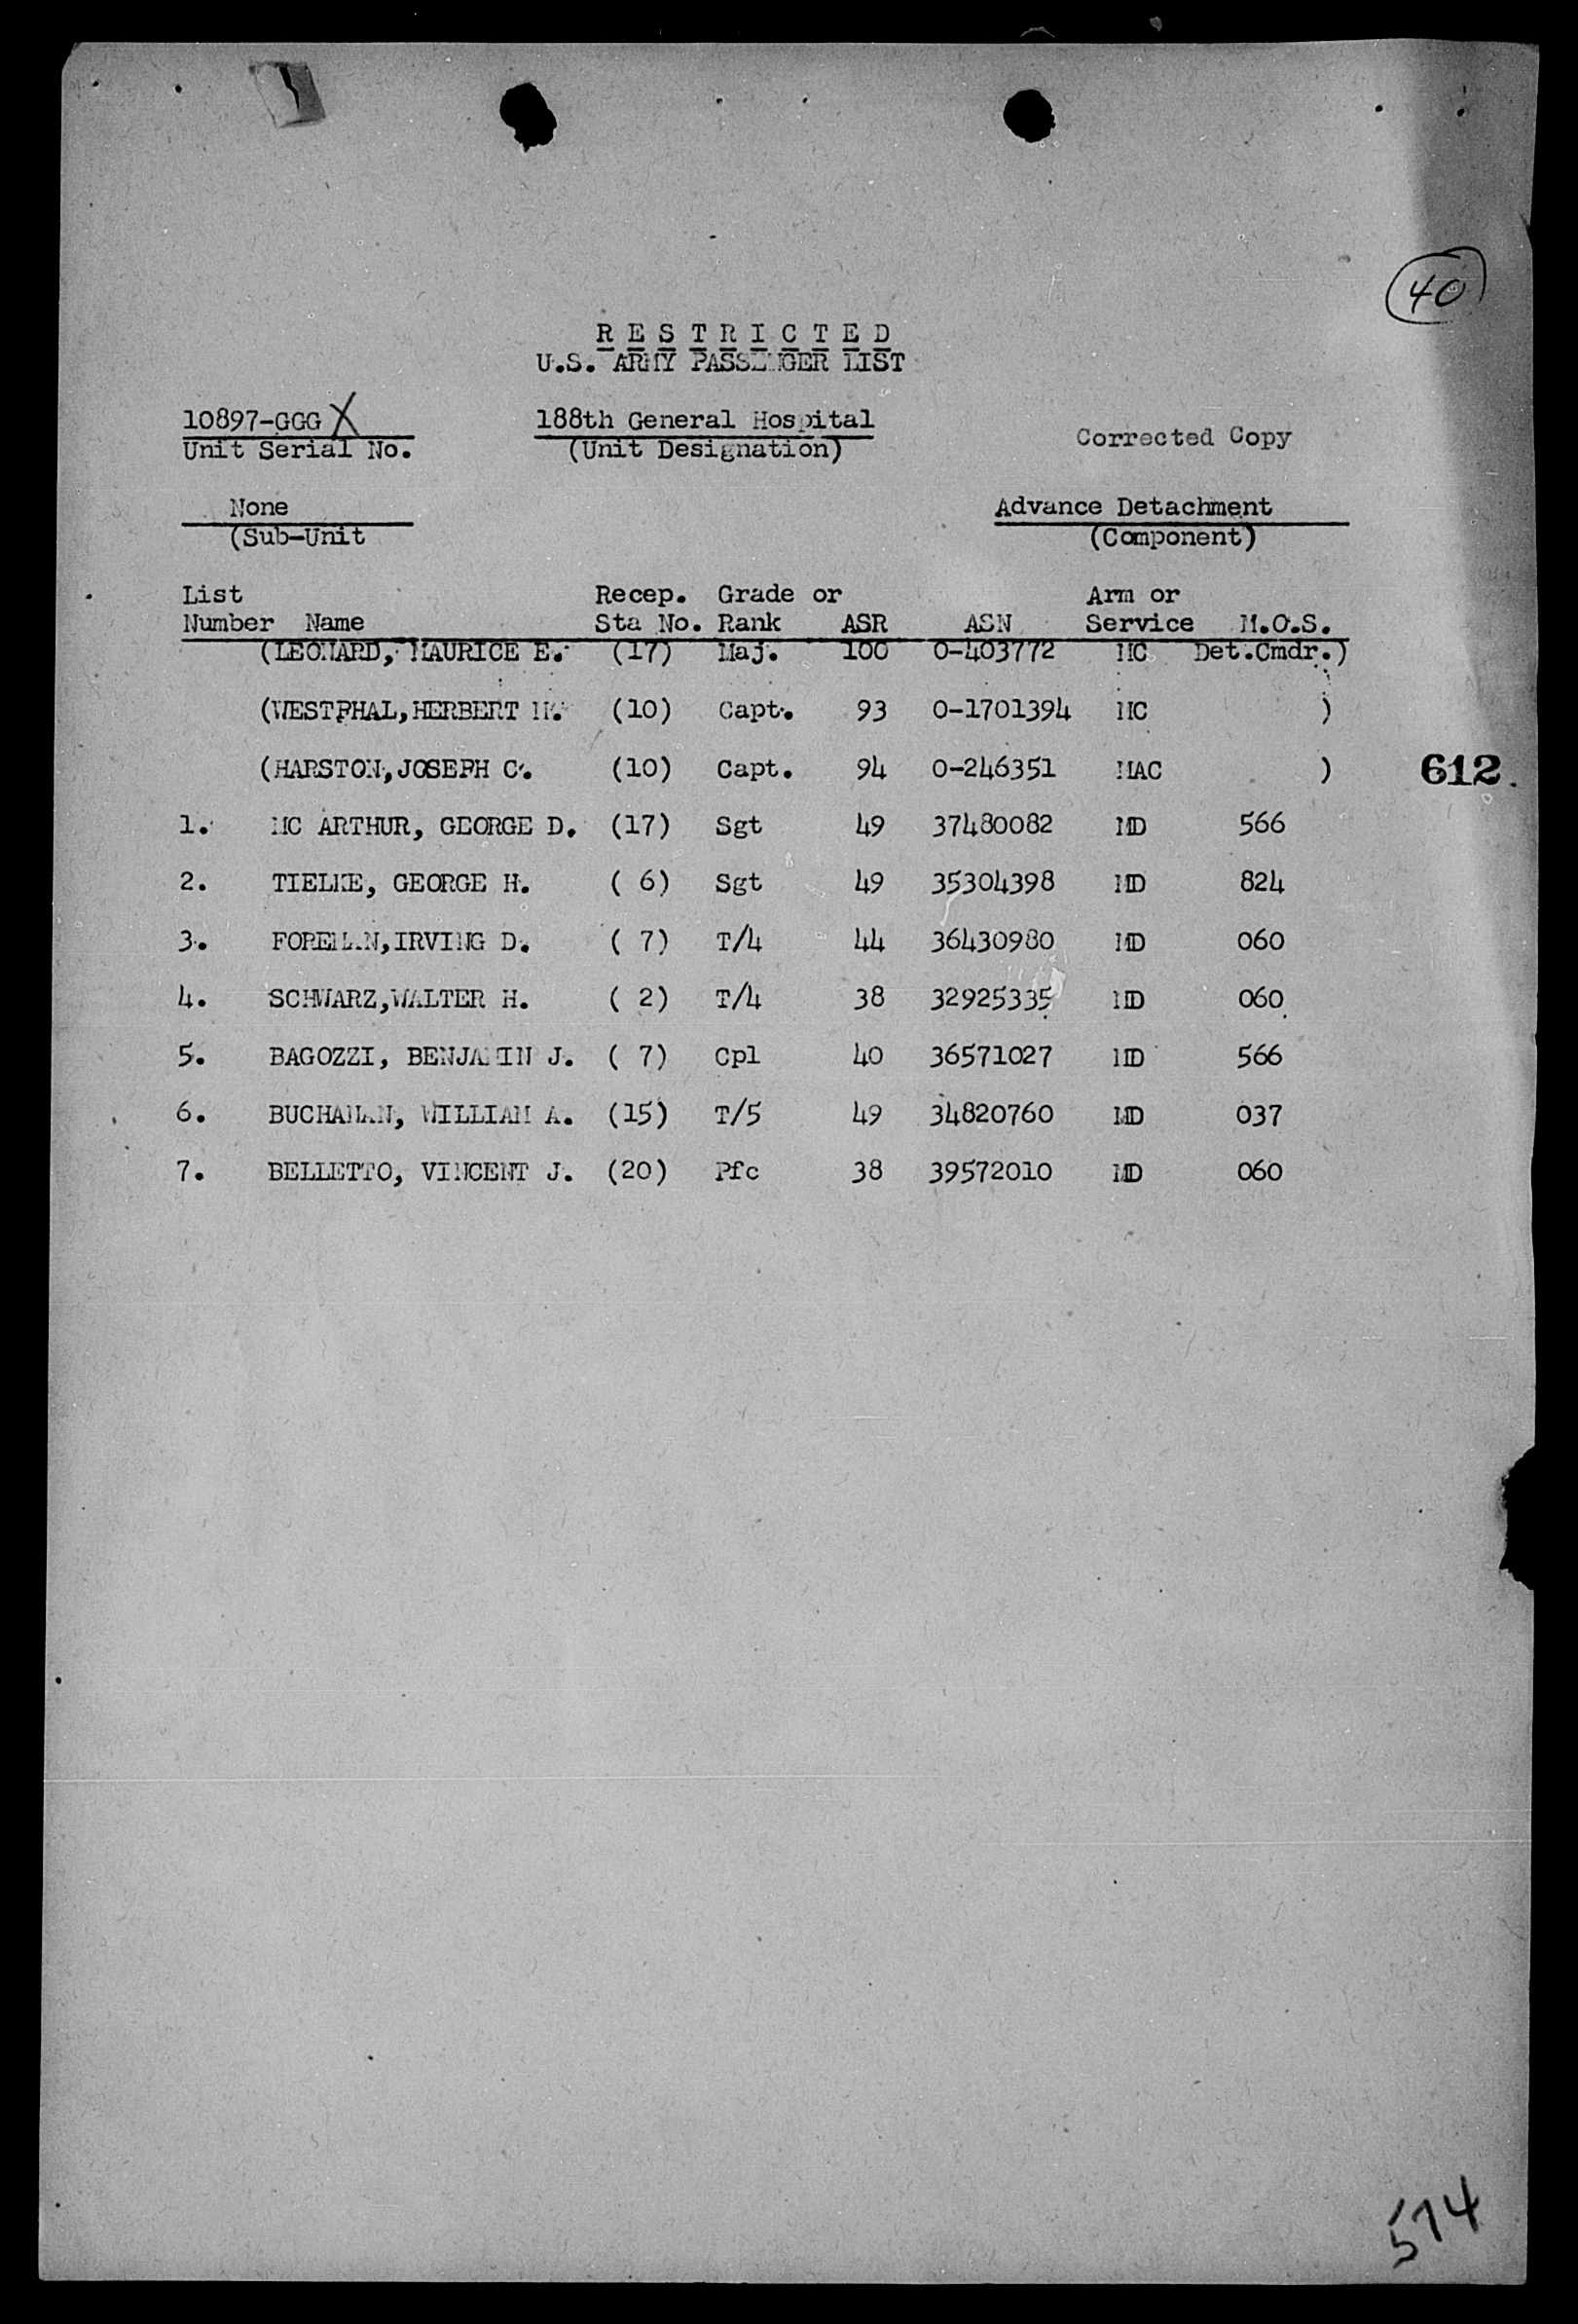 40
R E S T R I C T E D
U.S. ARMY PASSENGER LIST
10897-GGG X 188th General Hospital
Unit Serial No. (Unit Designation) Corrected Copy
None Advance Detachment
(Sub-Unit (Component)
List Recep. Grade or Arm or
Number Name Sta No. Rank ASR ASN Service M.O.S.
(LEONARD, MAURICE E. (17) Maj. 100 0-403772 MC Det.Cmdr.)
(WESTPHAL,HERBERT (10) Capt. 93 0-1701394 MC )
(HARSTON,JOSEPH C. (10) Capt. 94 0-246351 MAC ) 612
1. MC ARTHUR, GEORGE D. (17) Sgt 49 37480082 MD 566
2. TIELKE, GEORGE H. ( 6) Sgt 49 35304398 MD 824
3. FOREMAN,IRVING D. ( 7) T/4 44 36430980 MD 060
4. SCHWARZ,WALTER H. ( 2) T/4 38 32925335 MD 060
5. BAGOZZI, BENJAMIN J. ( 7) Cpl 40 36571027 MD 566
6. BUCHANAN, WILLIAM A. (15) T/5 49 34820760 MD 037
7. BELLETTO, VINCENT J. (20) Pfc 38 39572010 MD 060
574